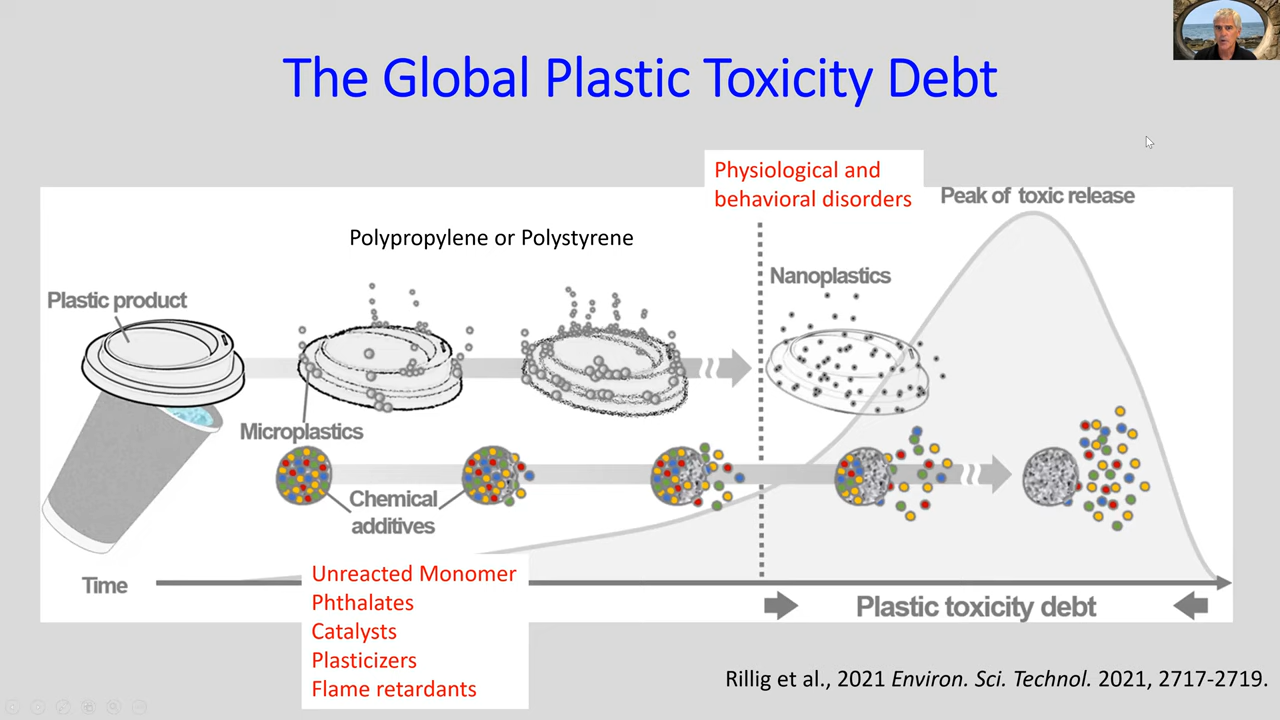 The Global Plastic Toxicity Debt
Physiological and
behavioral disorders
Peak of toxic release
Polypropylene or Polystyrene
Nanoplastics
Plastic product
Microplastics
Chemical
additives
Time
Unreacted Monomer
Phthalates
Catalysts
Plasticizers
Flame retardants
Plastic toxicity debt
Rillig et al., 2021 Environ. Sci. Technol. 2021, 2717-2719.